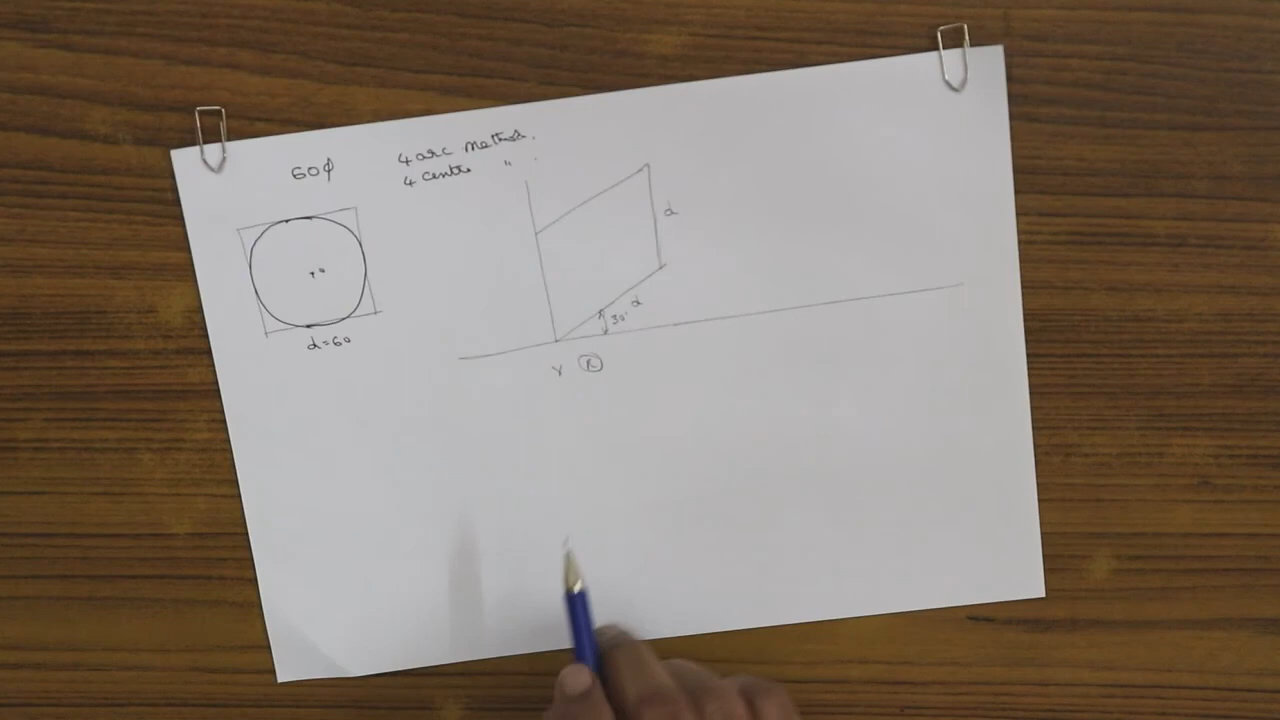 60φ
4 arc method.
4 centre " .
d
d
30°
+ o
d=60
V R